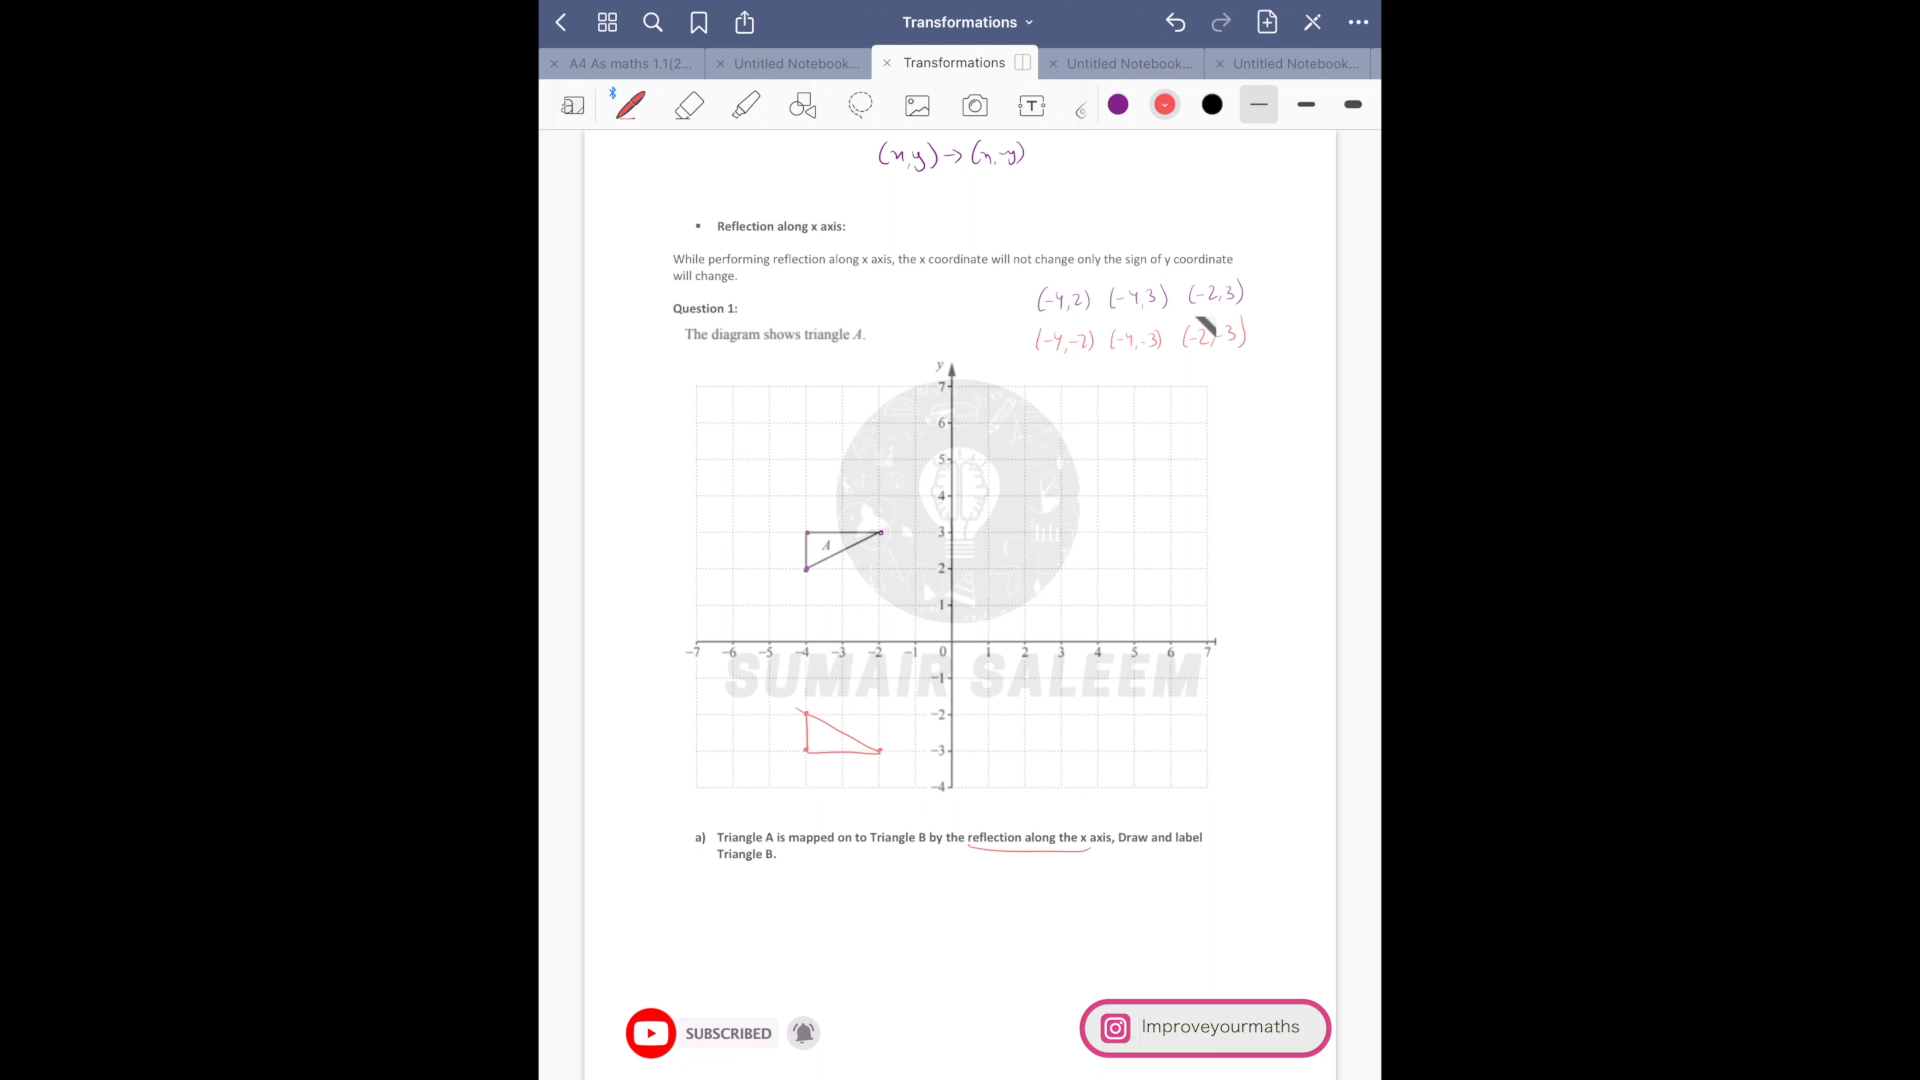 Transformations
A4 As maths 1.1(2...
Untitled Notebook...
Transformations
Untitled Notebook...
Untitled Notebook...
(x,y)→(x,-y)
▪ Reflection along x axis:
While performing reflection along x axis, the x coordinate will not change only the sign of y coordinate
will change.
(-4,2) (-4,3) (-2,3)
Question 1:
The diagram shows triangle A.
(-4,-2) (-4,-3) (-2,-3)
y
7
6
5
4
3
A
2
1
-7 -6 -5 -4 -3 -2 -1 0 1 2 3 4 5 6 7
SUMAIR SALEEM
-1
-2
-3
-4
a) Triangle A is mapped on to Triangle B by the reflection along the x axis, Draw and label
Triangle B.
SUBSCRIBED
Improveyourmaths